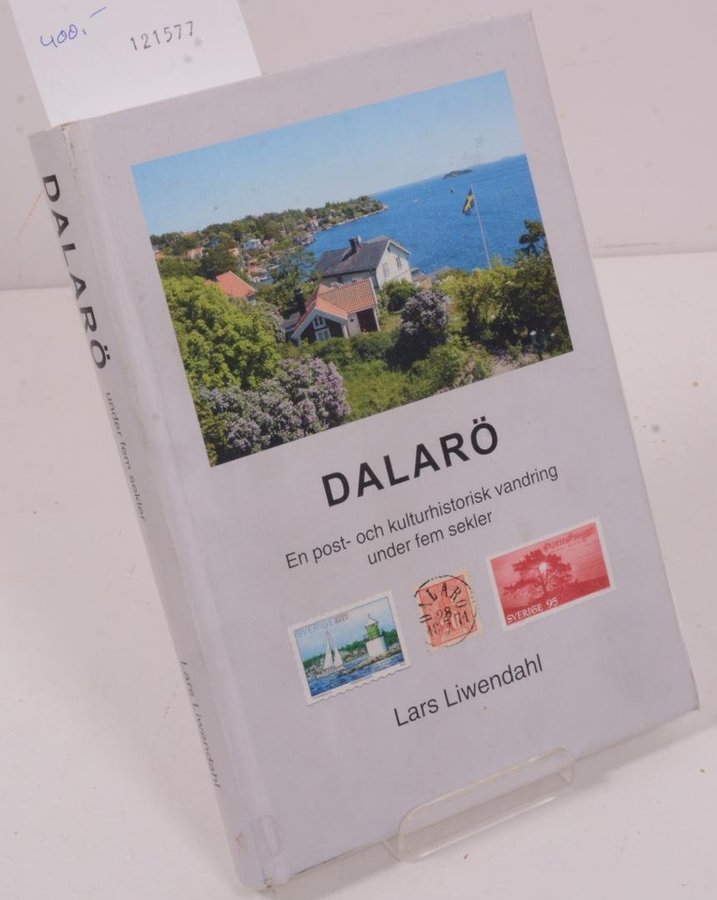 400.-
121577
DALARÖ
under fem sekler
Lars Liwendahl
DALARÖ
En post- och kulturhistorisk vandring
under fem sekler
SVERIGE
DALARÖ
SVERIGE 95
Lars Liwendahl